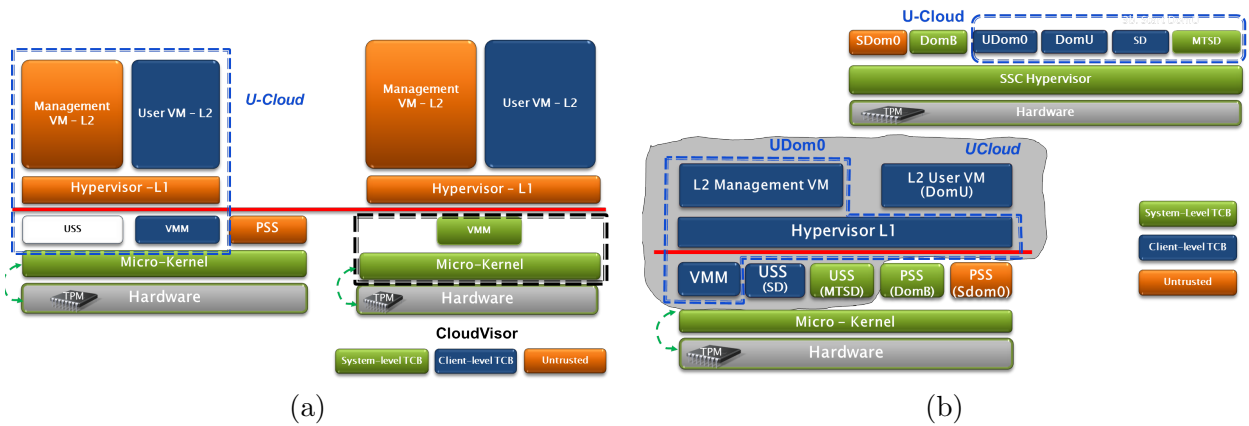 Management
VM – L2
User VM – L2
U-Cloud
Hypervisor –L1
USS
VMM
PSS
Micro-Kernel
TPM
Hardware
Management
VM – L2
User VM – L2
Hypervisor –L1
VMM
Micro-Kernel
TPM
Hardware
CloudVisor
System-level TCB
Client-level TCB
Untrusted
(a)
U-Cloud
SDom0
DomB
UDom0
DomU
SD
MTSD
SSC Hypervisor
TPM
Hardware
UDom0
UCloud
L2 Management VM
L2 User VM
(DomU)
Hypervisor L1
VMM
USS
(SD)
USS
(MTSD)
PSS
(DomB)
PSS
(Sdom0)
Micro – Kernel
TPM
Hardware
System-Level TCB
Client-level TCB
Untrusted
(b)